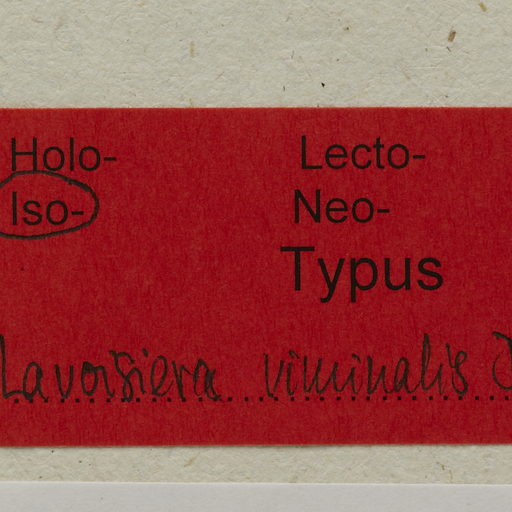 Holo- Lecto-
Iso- Neo-
Typus
Lavoisiera viminalis